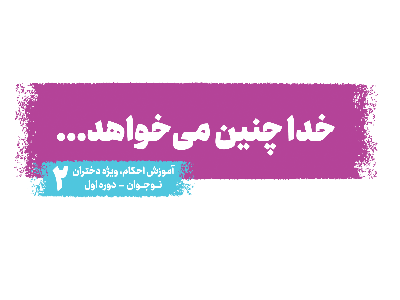 خدا چنین می‌خواهد...
آموزش احکام، ویژه دختران
نوجوان - دوره اول
۲